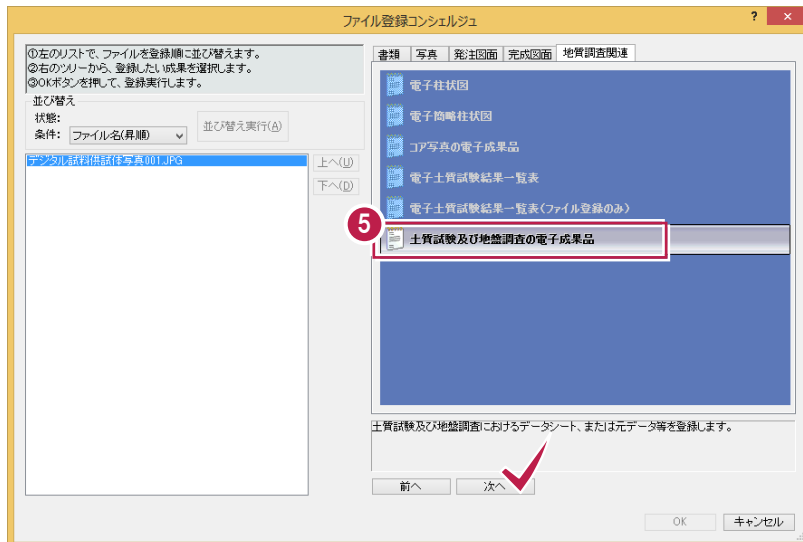 ファイル登録コンシェルジュ
①左のリストで、ファイルを登録順に並び替えます。
②右のツリーから、登録したい成果を選択します。
③OKボタンを押して、登録実行します。
並び替え
状態:
条件: ファイル名(昇順)
並び替え実行(A)
デジタル試料供試体写真001.JPG
上へ(U)
下へ(D)
書類 写真 発注図面 完成図面 地質調査関連
電子柱状図
電子簡略柱状図
コア写真の電子成果品
電子土質試験結果一覧表
電子土質試験結果一覧表(ファイル登録のみ)
5
土質試験及び地盤調査の電子成果品
土質試験及び地盤調査におけるデータシート、または元データ等を登録します。
前へ 次へ
OK キャンセル